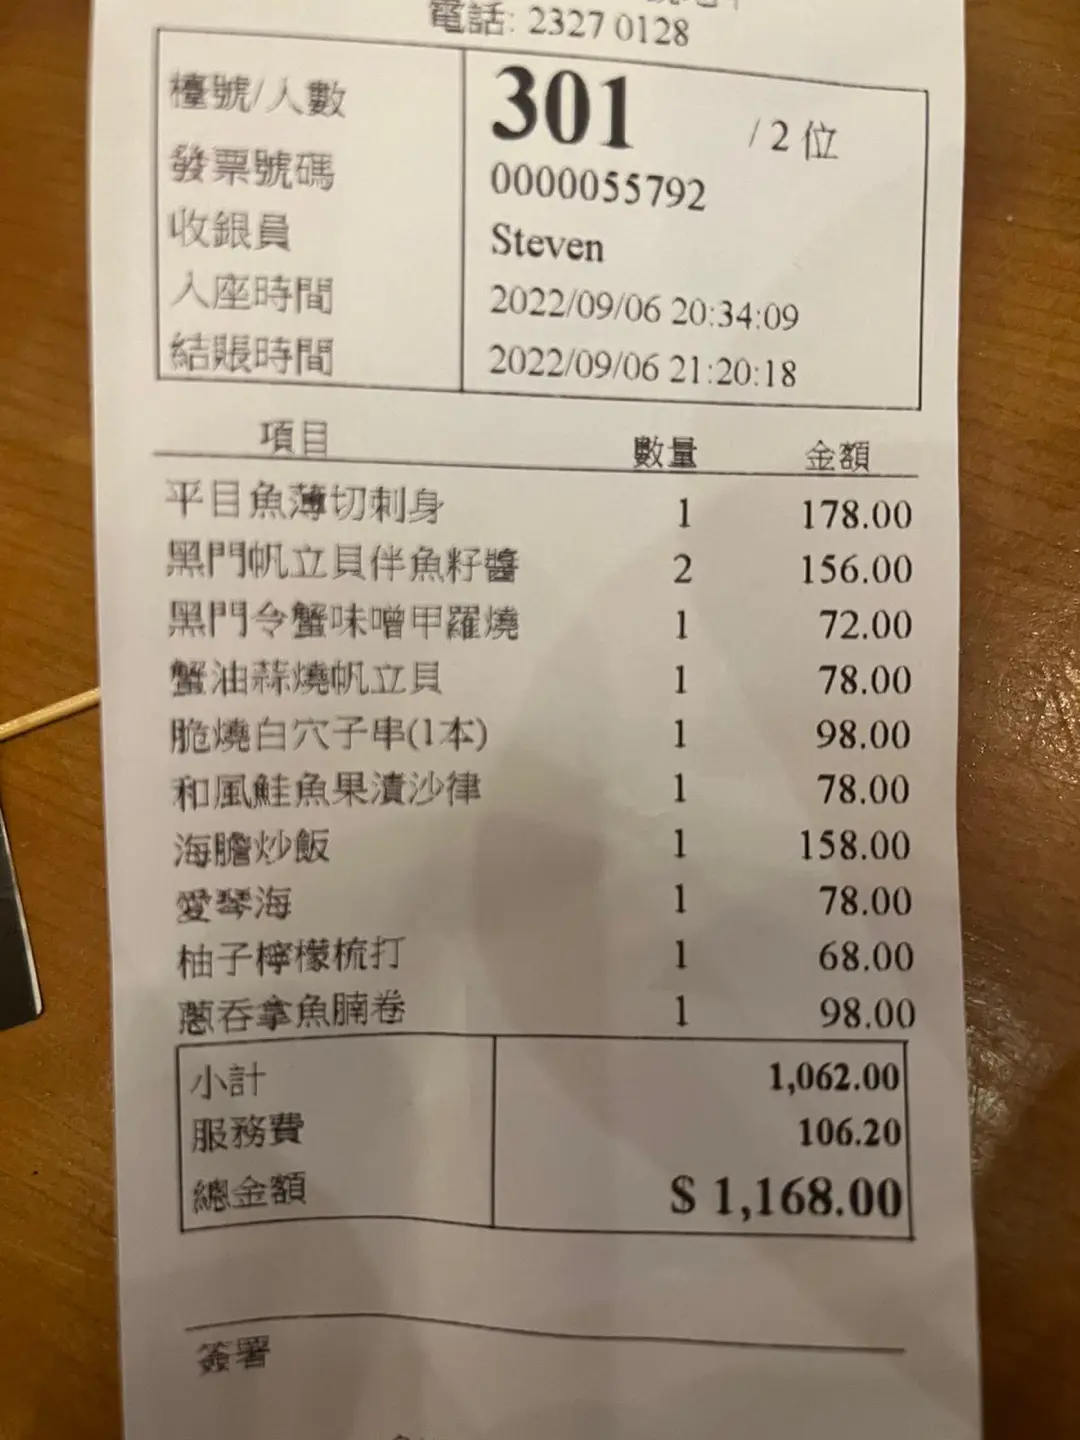 電話: 2327 0128
檯號/人數 301 / 2 位
發票號碼 0000055792
收銀員 Steven
入座時間 2022/09/06 20:34:09
結賬時間 2022/09/06 21:20:18
項目 數量 金額
平目魚薄切刺身 1 178.00
黑門帆立貝伴魚籽醬 2 156.00
黑門令蟹味噌甲羅燒 1 72.00
蟹油蒜燒帆立貝 1 78.00
脆燒白穴子串(1本) 1 98.00
和風鮭魚果漬沙律 1 78.00
海膽炒飯 1 158.00
愛琴海 1 78.00
柚子檸檬梳打 1 68.00
蔥吞拿魚腩卷 1 98.00
小計 1,062.00
服務費 106.20
總金額 $ 1,168.00
簽署